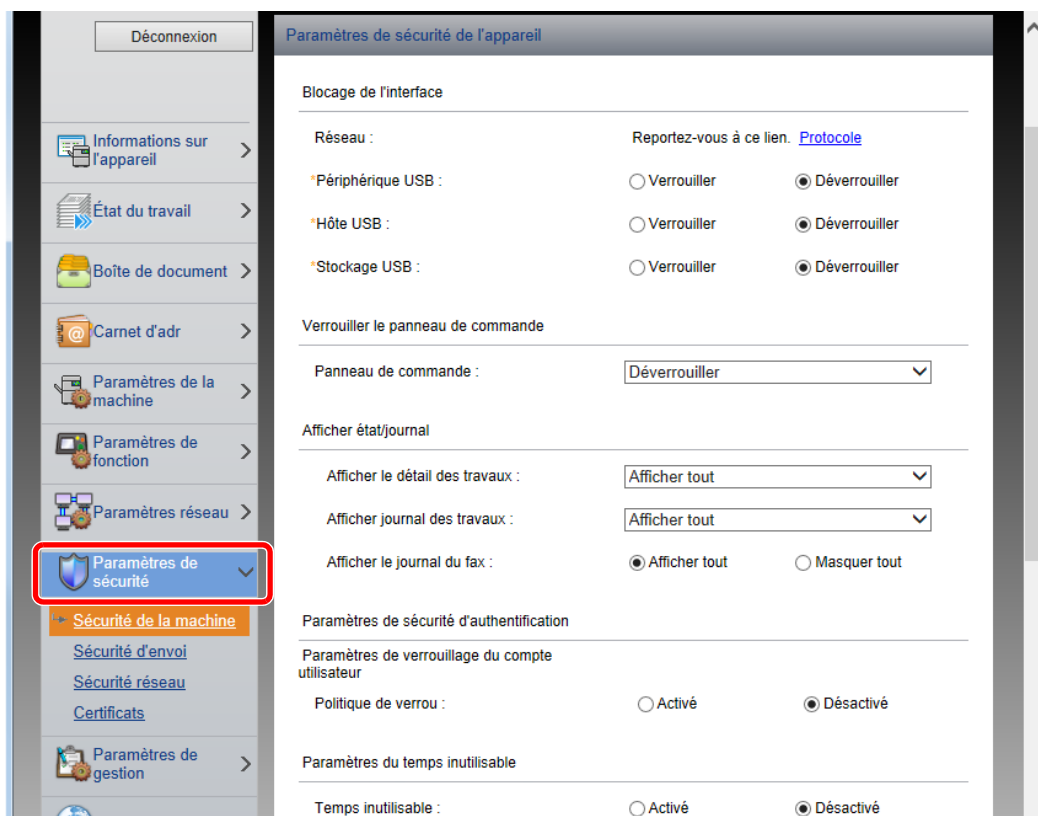 Déconnexion
Informations sur
l'appareil
État du travail
Boîte de document
Carnet d'adr
Paramètres de la
machine
Paramètres de
fonction
Paramètres réseau
Paramètres de
sécurité
Sécurité de la machine
Sécurité d'envoi
Sécurité réseau
Certificats
Paramètres de
gestion
Paramètres de sécurité de l'appareil
Blocage de l'interface
Réseau : Reportez-vous à ce lien. Protocole
*Périphérique USB : Verrouiller Déverrouiller
*Hôte USB : Verrouiller Déverrouiller
*Stockage USB : Verrouiller Déverrouiller
Verrouiller le panneau de commande
Panneau de commande : Déverrouiller
Afficher état/journal
Afficher le détail des travaux : Afficher tout
Afficher journal des travaux : Afficher tout
Afficher le journal du fax : Afficher tout Masquer tout
Paramètres de sécurité d'authentification
Paramètres de verrouillage du compte
utilisateur
Politique de verrou : Activé Désactivé
Paramètres du temps inutilisable
Temps inutilisable : Activé Désactivé